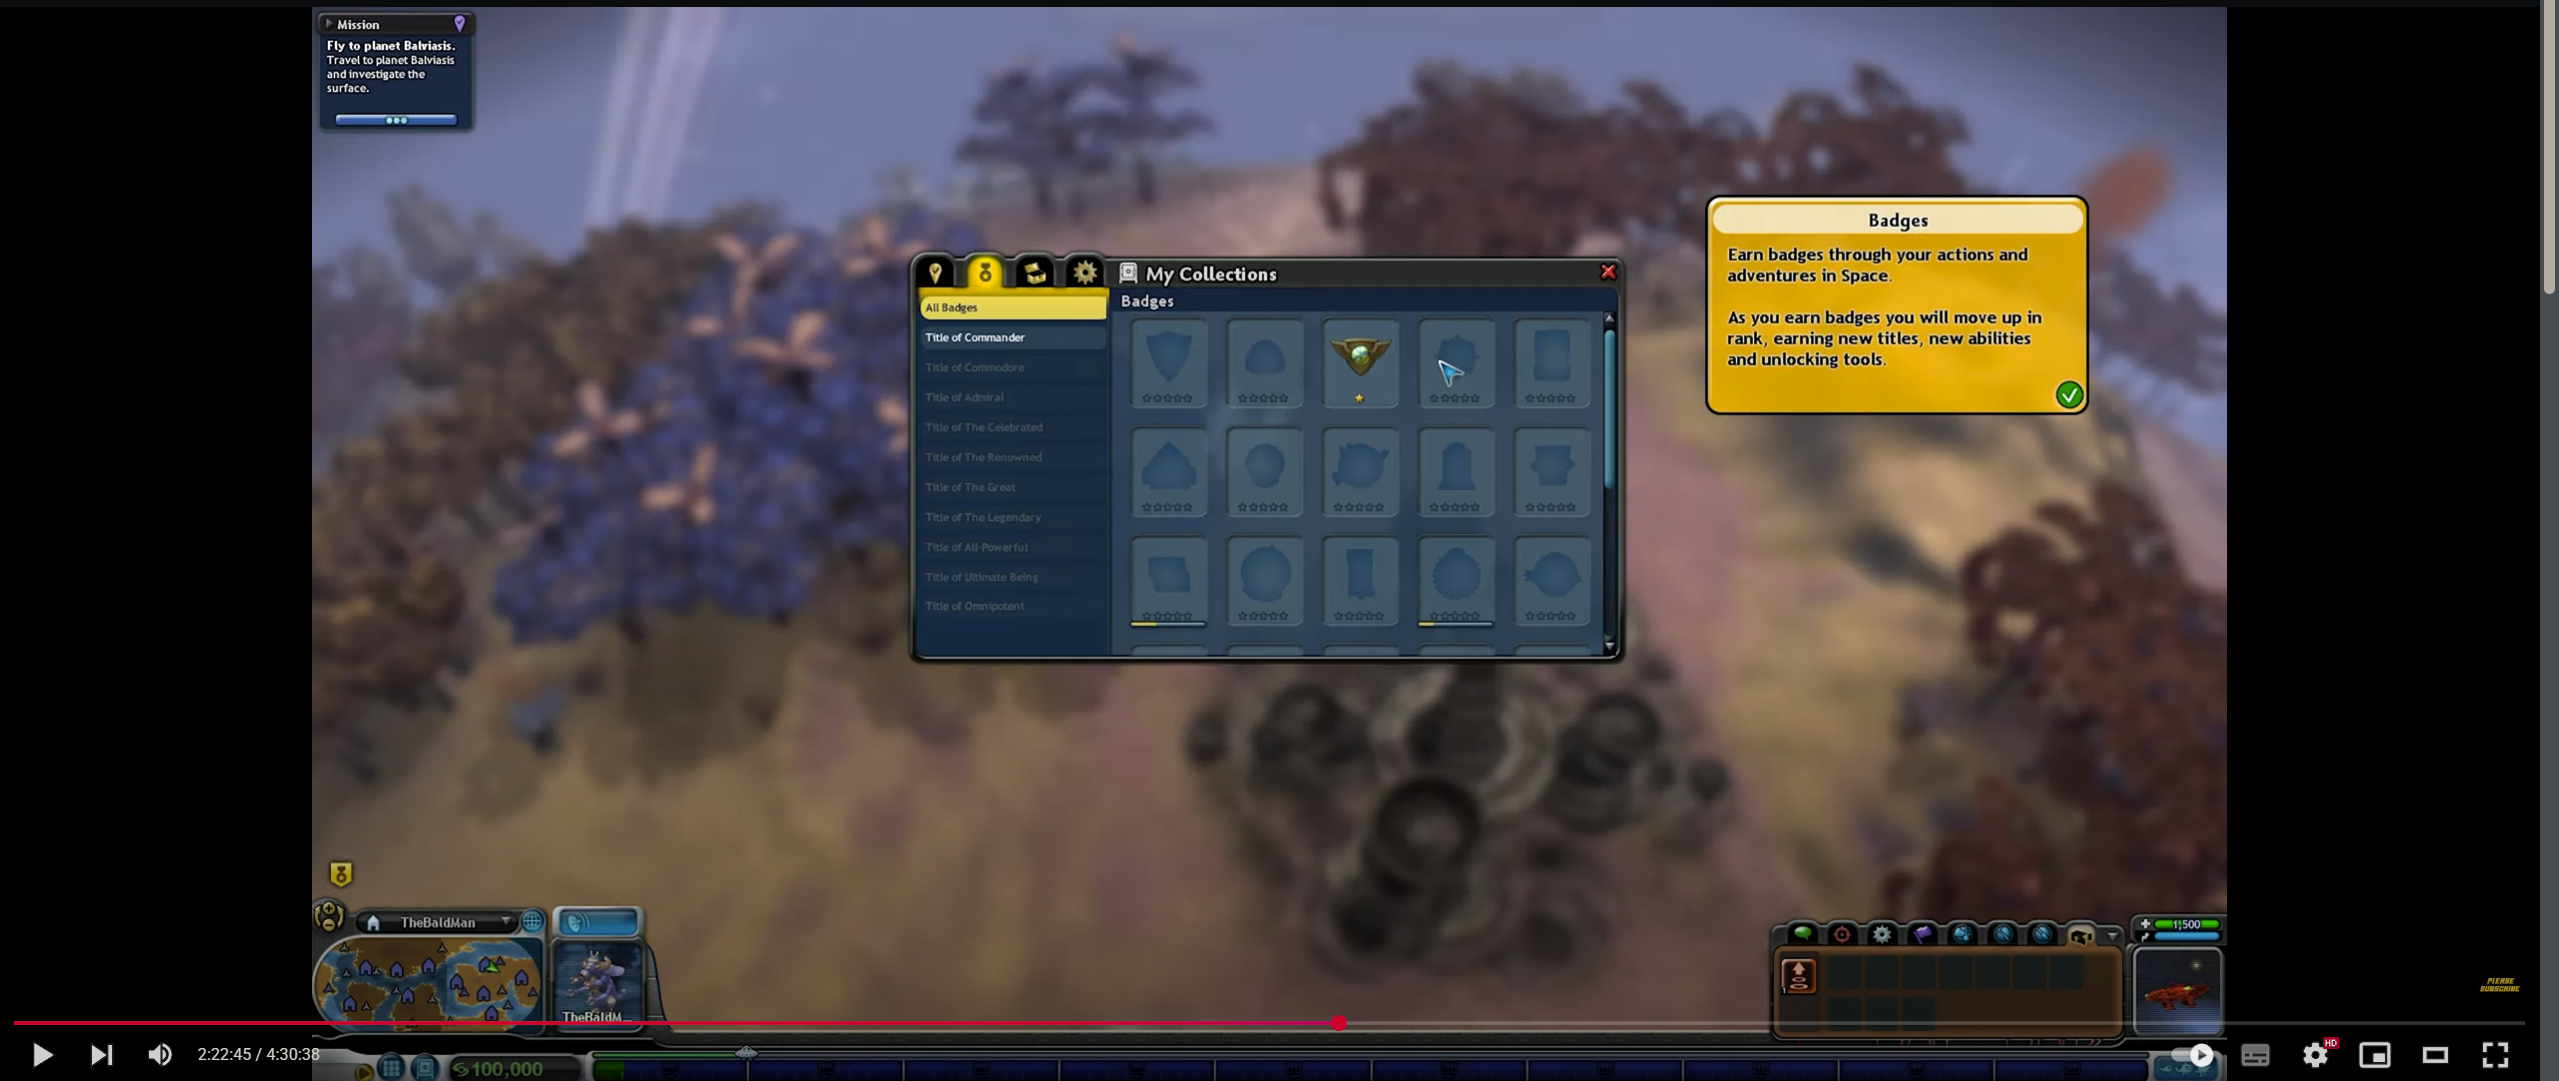 Mission
Fly to planet Balviasis.
Travel to planet Balviasis
and investigate the
surface.
My Collections
Badges
All Badges
Title of Commander
Title of Commodore
Title of Admiral
Title of The Celebrated
Title of The Renowned
Title of The Great
Title of The Legendary
Title of All-Powerful
Title of Ultimate Being
Title of Omnipotent
Badges
Earn badges through your actions and
adventures in Space.
As you earn badges you will move up in
rank, earning new titles, new abilities
and unlocking tools.
TheBaldMan
TheBaldM...
1,500
1
PLEASE
SUBSCRIBE
2:22:45 / 4:30:38
100,000
HD